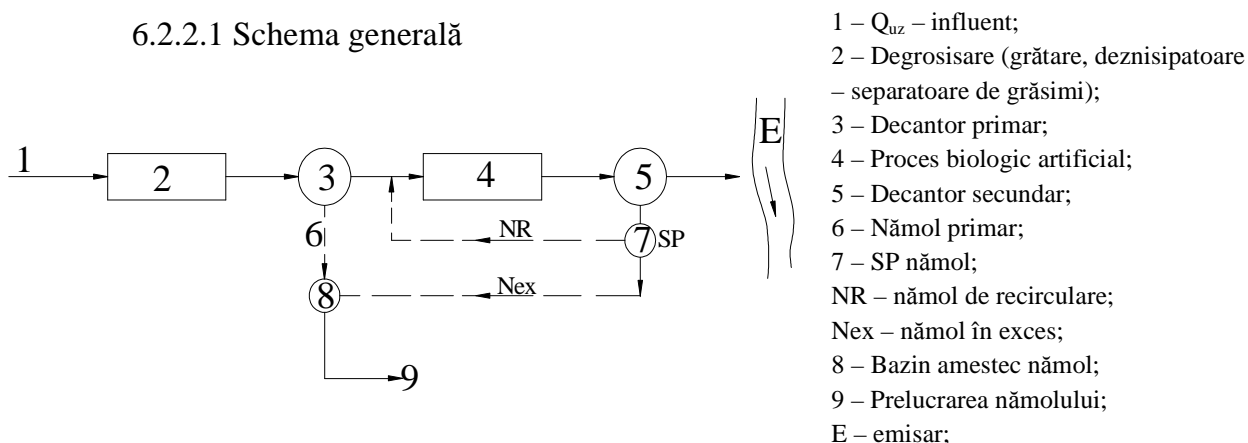 6.2.2.1 Schema generală
1 – Quz – influent;
2 – Degrosisare (grătare, deznisipatoare
– separatoare de grăsimi);
3 – Decantor primar;
4 – Proces biologic artificial;
5 – Decantor secundar;
6 – Nămol primar;
7 – SP nămol;
NR – nămol de recirculare;
Nex – nămol în exces;
8 – Bazin amestec nămol;
9 – Prelucrarea nămolului;
E – emisar;
E
1
2
3
4
5
6
NR
7
SP
8
Nex
9